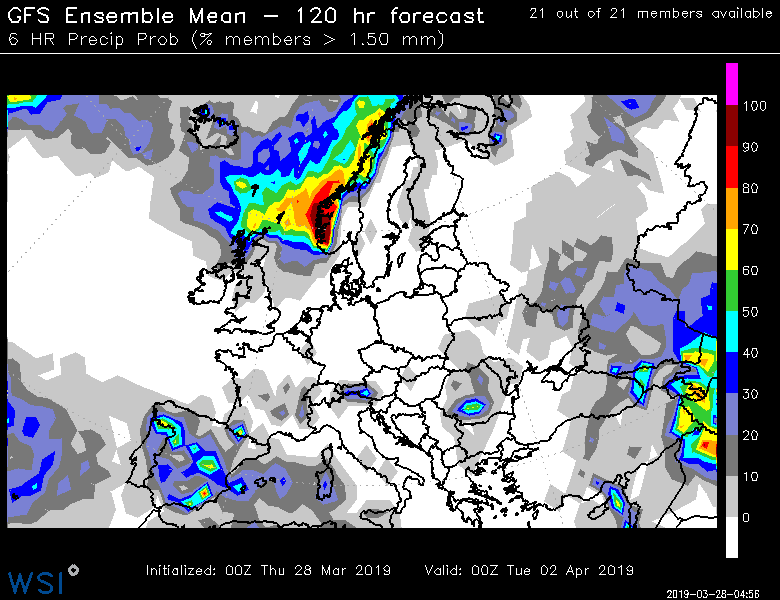 GFS Ensemble Mean – 120 hr forecast
21 out of 21 members available
6 HR Precip Prob (% members > 1.50 mm)
100
90
80
70
60
50
40
30
20
10
0
Initialized: 00Z Thu 28 Mar 2019
Valid: 00Z Tue 02 Apr 2019
WSI
2019-03-28-04:56